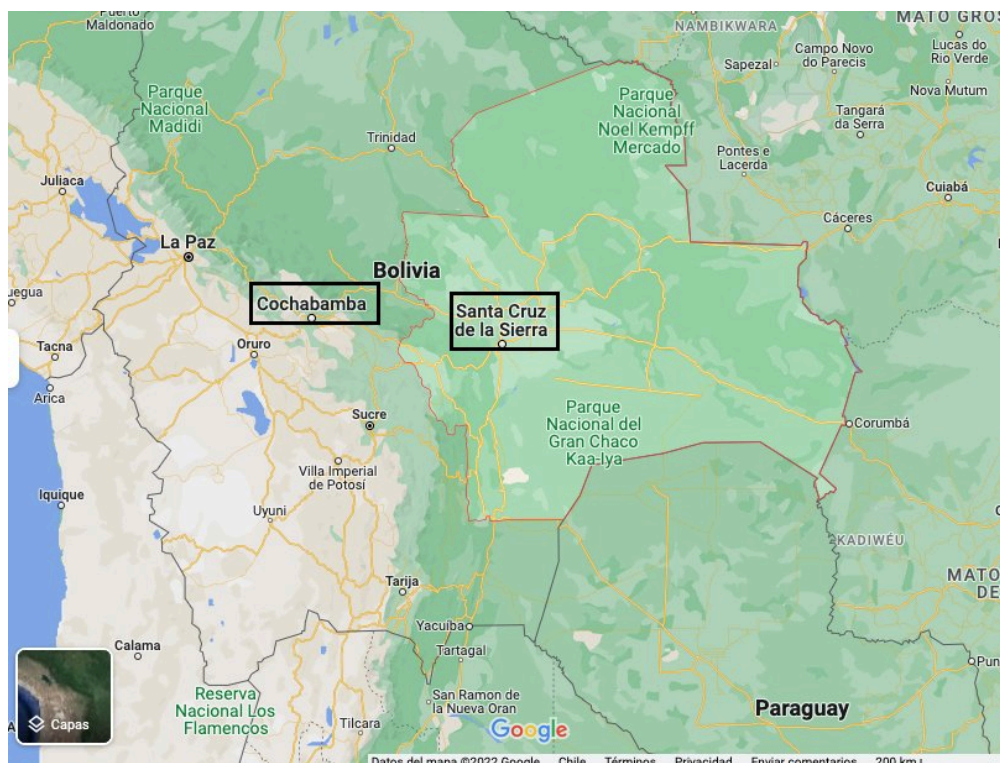 Puerto
Maldonado
NAMBIKWARA
MATO GROS
Lucas do
Rio Verde
Campo Novo
do Parecis
Sapezal
Nova Mutum
Parque
Nacional
Madidi
Parque
Nacional
Noel Kempff
Mercado
Tangará
da Serra
Trinidad
Pontes e
Lacerda
Juliaca
Cuiabá
Cáceres
La Paz
Bolivia
Cochabamba
Santa Cruz
de la Sierra
uegua
Oruro
Tacna
Arica
Parque
Nacional del
Gran Chaco
Kaa-Iya
Sucre
Corumbá
Villa Imperial
de Potosí
Iquique
Uyuni
KADIWÉU
MATO
DE
Tarija
Yacuiba
Calama
Tartagal
Reserva
Nacional Los
Flamencos
San Ramon de
la Nueva Oran
Pun
Paraguay
Capas
Tilcara
Google
Datos del mapa ©2022 Google Chile Términos Privacidad Enviar comentarios 200 km